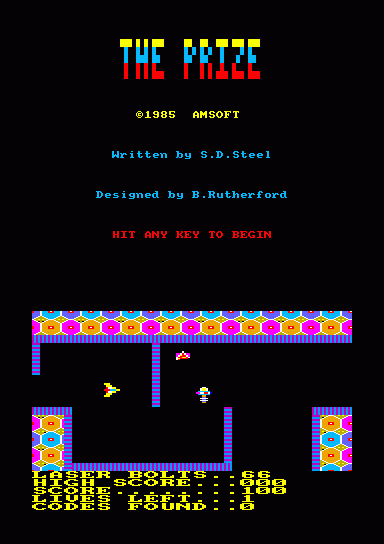 THE PRIZE
©1985 AMSOFT
Written by S.D.Steel
Designed by B.Rutherford
HIT ANY KEY TO BEGIN
LASER BOLTS..66
HIGH SCORE...000
SCORE........100
LIVES LEFT...1
CODES FOUND..0